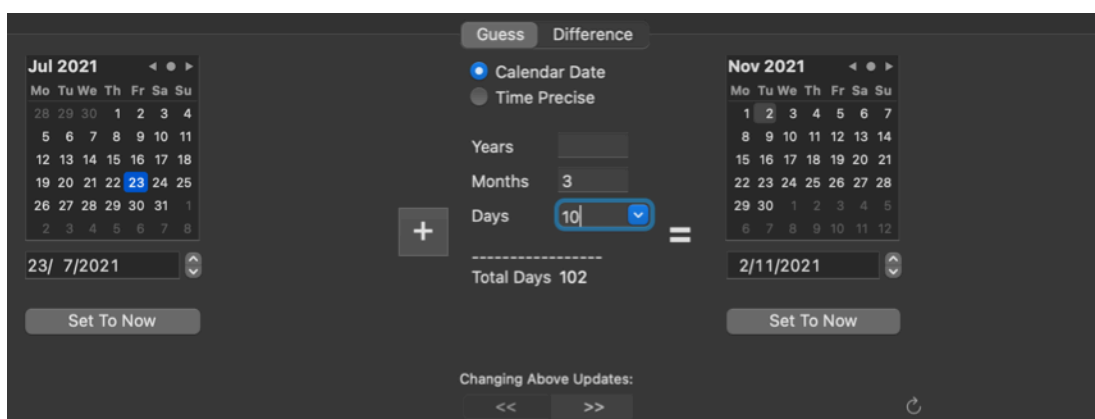 Guess Difference
Jul 2021
Mo Tu We Th Fr Sa Su
28 29 30 1 2 3 4
5 6 7 8 9 10 11
12 13 14 15 16 17 18
19 20 21 22 23 24 25
26 27 28 29 30 31 1
2 3 4 5 6 7 8
23/ 7/2021
Set To Now
+
Calendar Date
Time Precise
Years
Months 3
Days 10
------------------
Total Days 102
=
Nov 2021
Mo Tu We Th Fr Sa Su
1 2 3 4 5 6 7
8 9 10 11 12 13 14
15 16 17 18 19 20 21
22 23 24 25 26 27 28
29 30 1 2 3 4 5
6 7 8 9 10 11 12
2/11/2021
Set To Now
Changing Above Updates:
<< >>